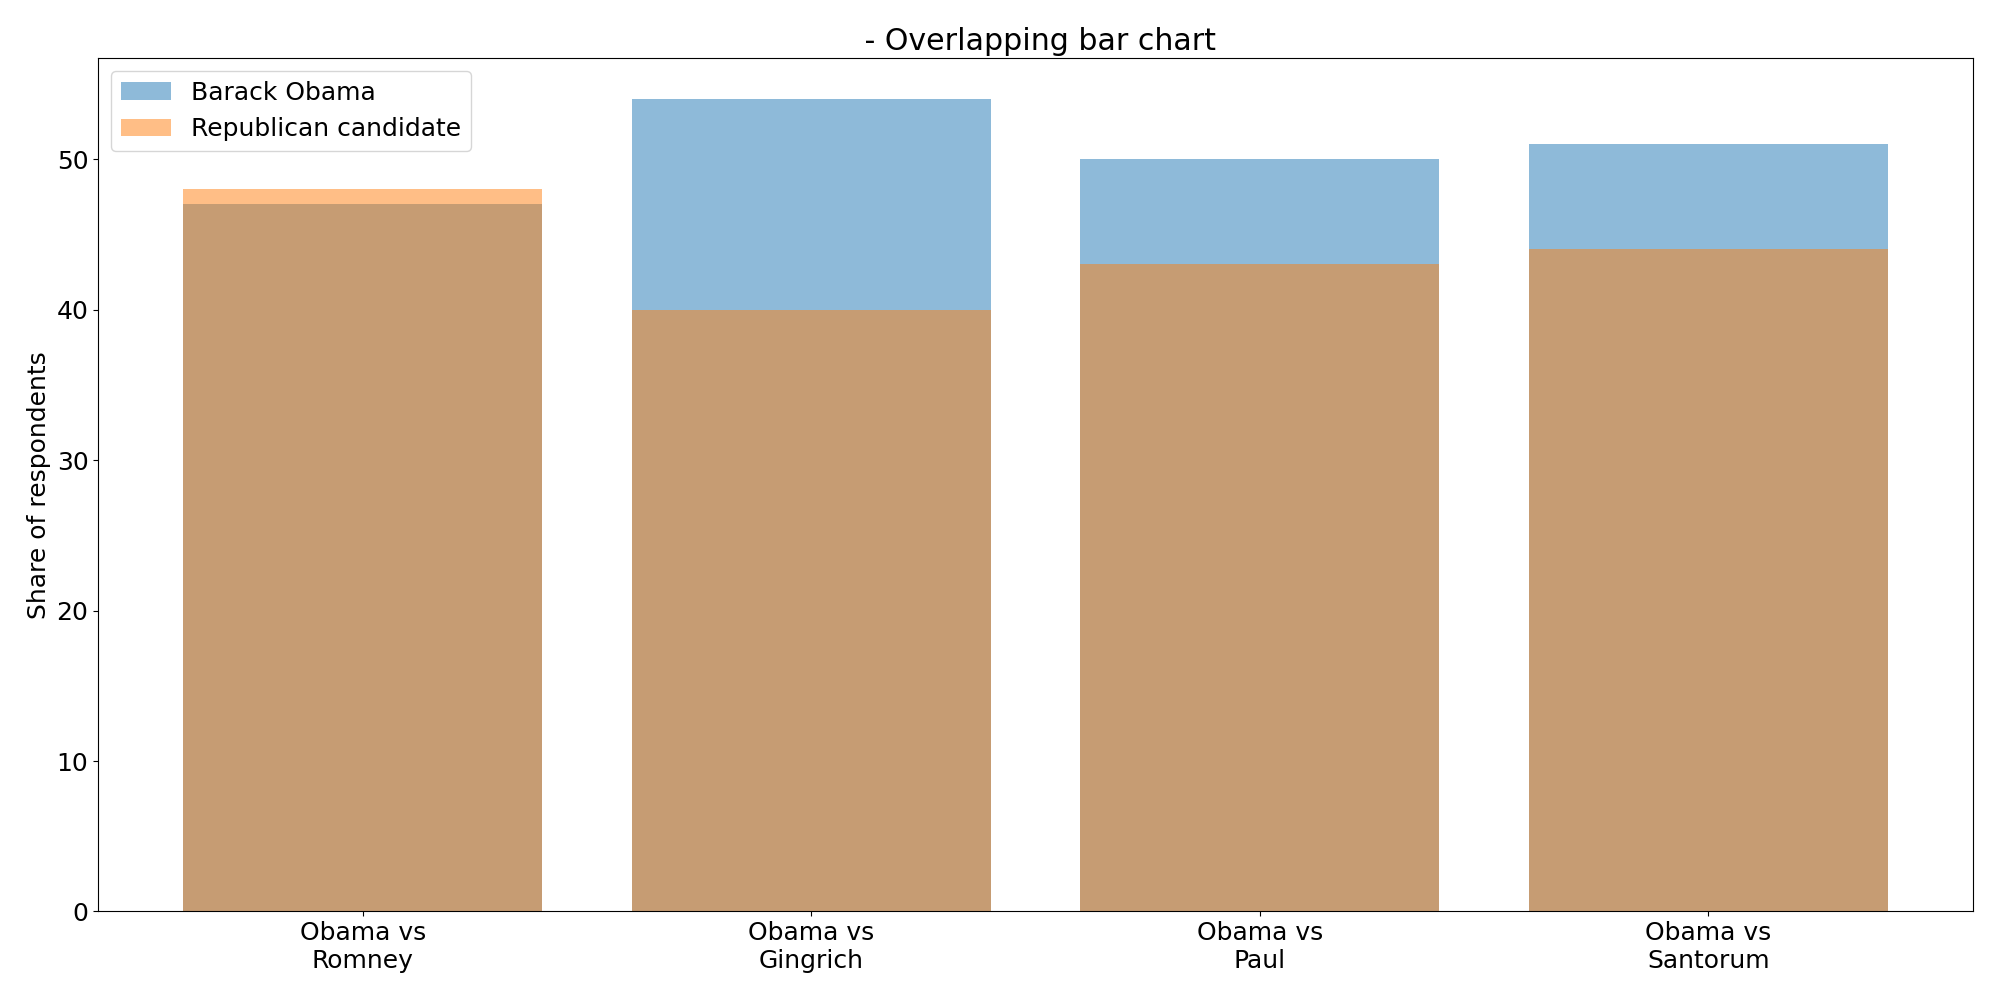 - Overlapping bar chart
Barack Obama
Republican candidate
Share of respondents
50
40
30
20
10
0
Obama vs
Romney
Obama vs
Gingrich
Obama vs
Paul
Obama vs
Santorum